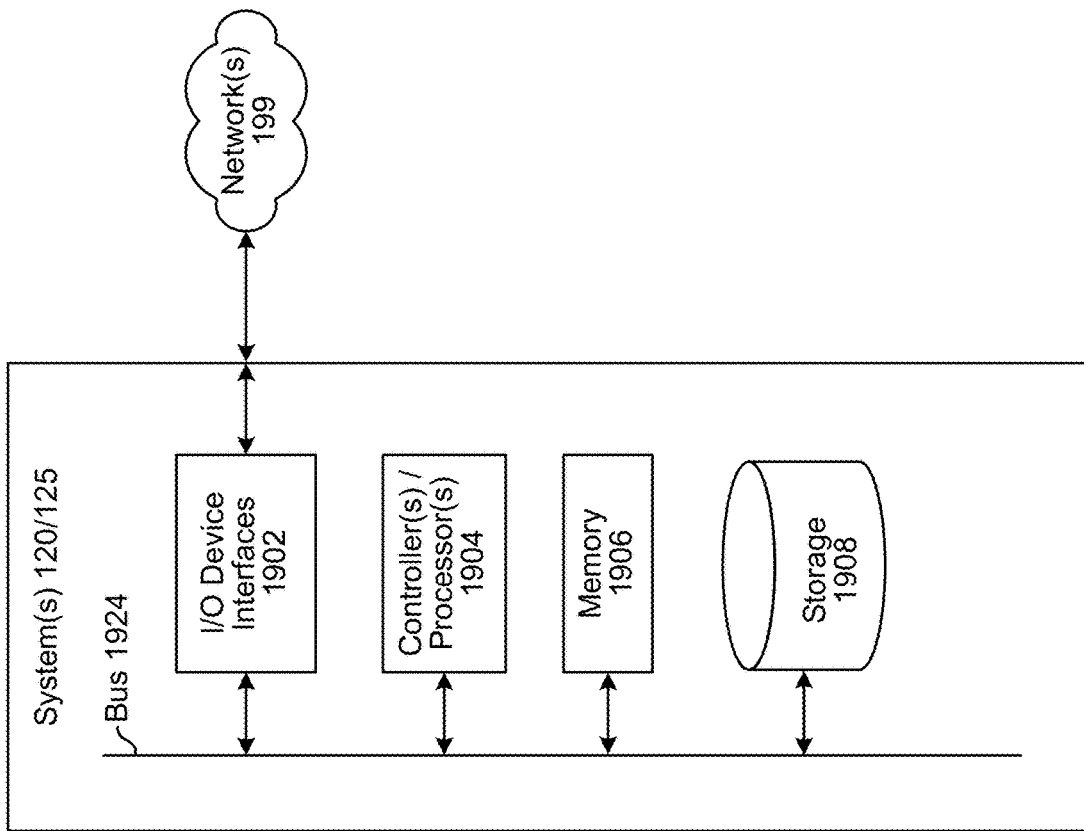 System(s) 120/125
Bus 1924
I/O Device
Interfaces
1902
Controller(s) /
Processor(s)
1904
Memory
1906
Storage
1908
Network(s)
199